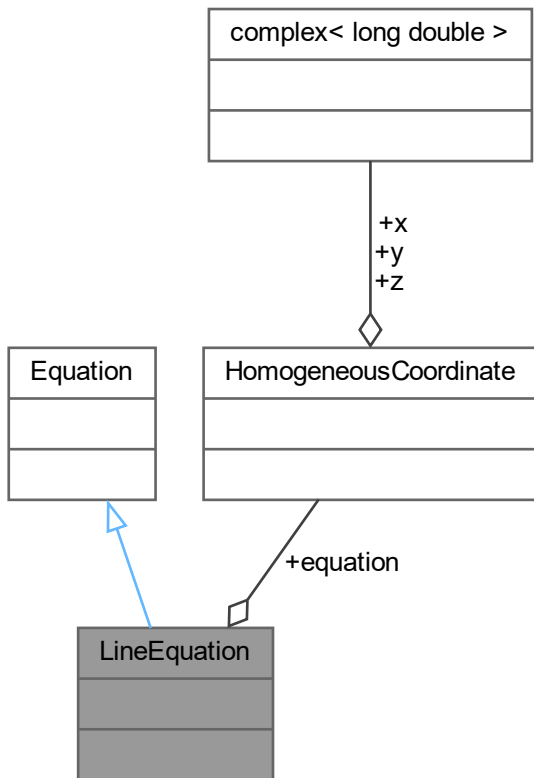 complex< long double >
+x
+y
+z
Equation
HomogeneousCoordinate
+equation
LineEquation